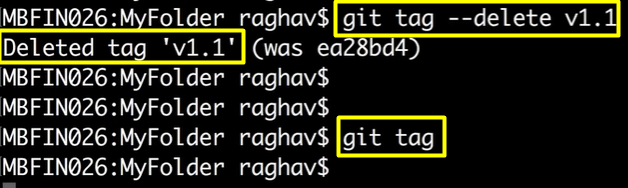 MBFIN026:MyFolder raghav$ git tag --delete v1.1
Deleted tag 'v1.1' (was ea28bd4)
MBFIN026:MyFolder raghav$
MBFIN026:MyFolder raghav$
MBFIN026:MyFolder raghav$ git tag
MBFIN026:MyFolder raghav$